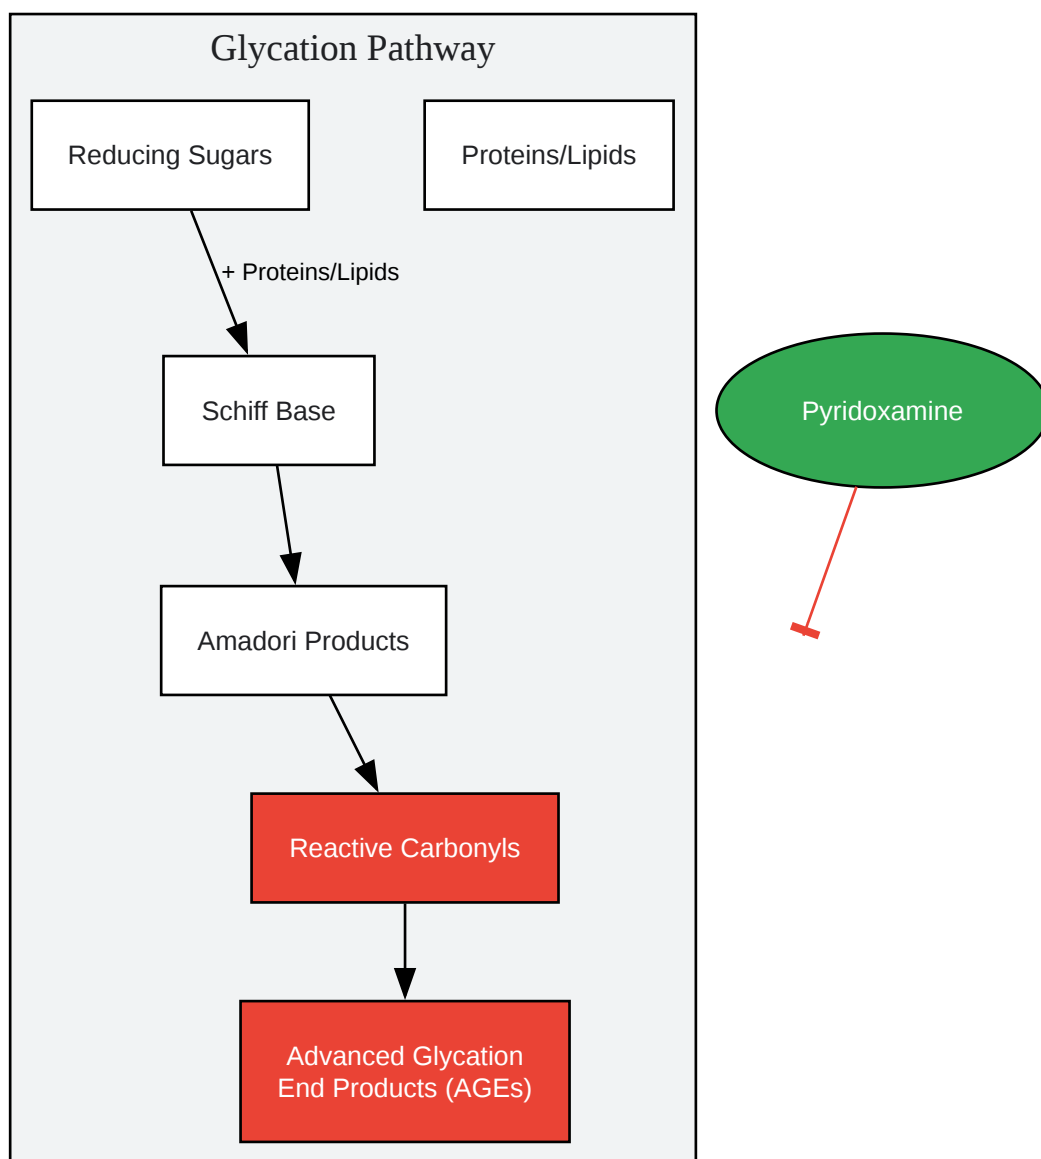 Glycation Pathway
Reducing Sugars
Proteins/Lipids
+ Proteins/Lipids
Schiff Base
Pyridoxamine
Amadori Products
Reactive Carbonyls
Advanced Glycation
End Products (AGEs)